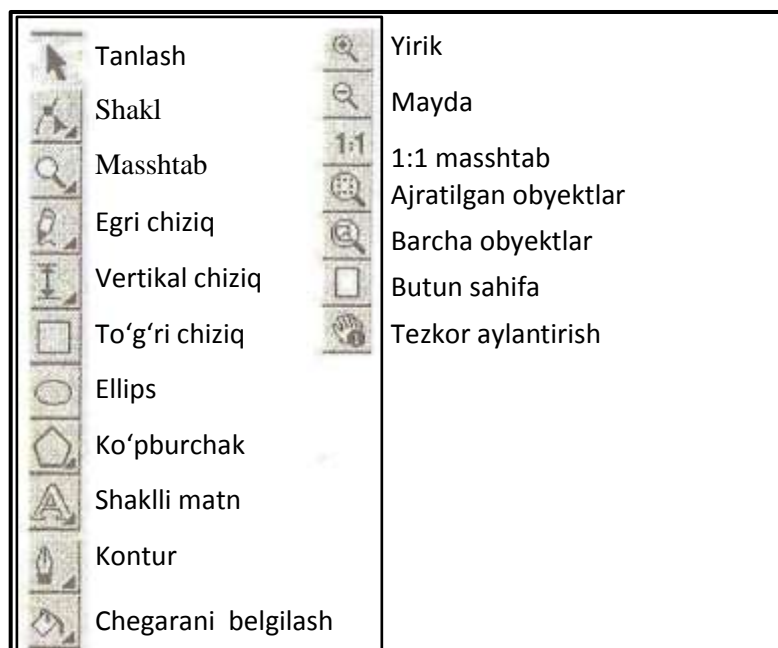 Tanlash
Shakl
Masshtab
Egri chiziq
Vertikal chiziq
To‘g‘ri chiziq
Ellips
Ko‘pburchak
Shaklli matn
Kontur
Chegarani belgilash
Yirik
Mayda
1:1
1:1 masshtab
Ajratilgan obyektlar
Barcha obyektlar
Butun sahifa
Tezkor aylantirish